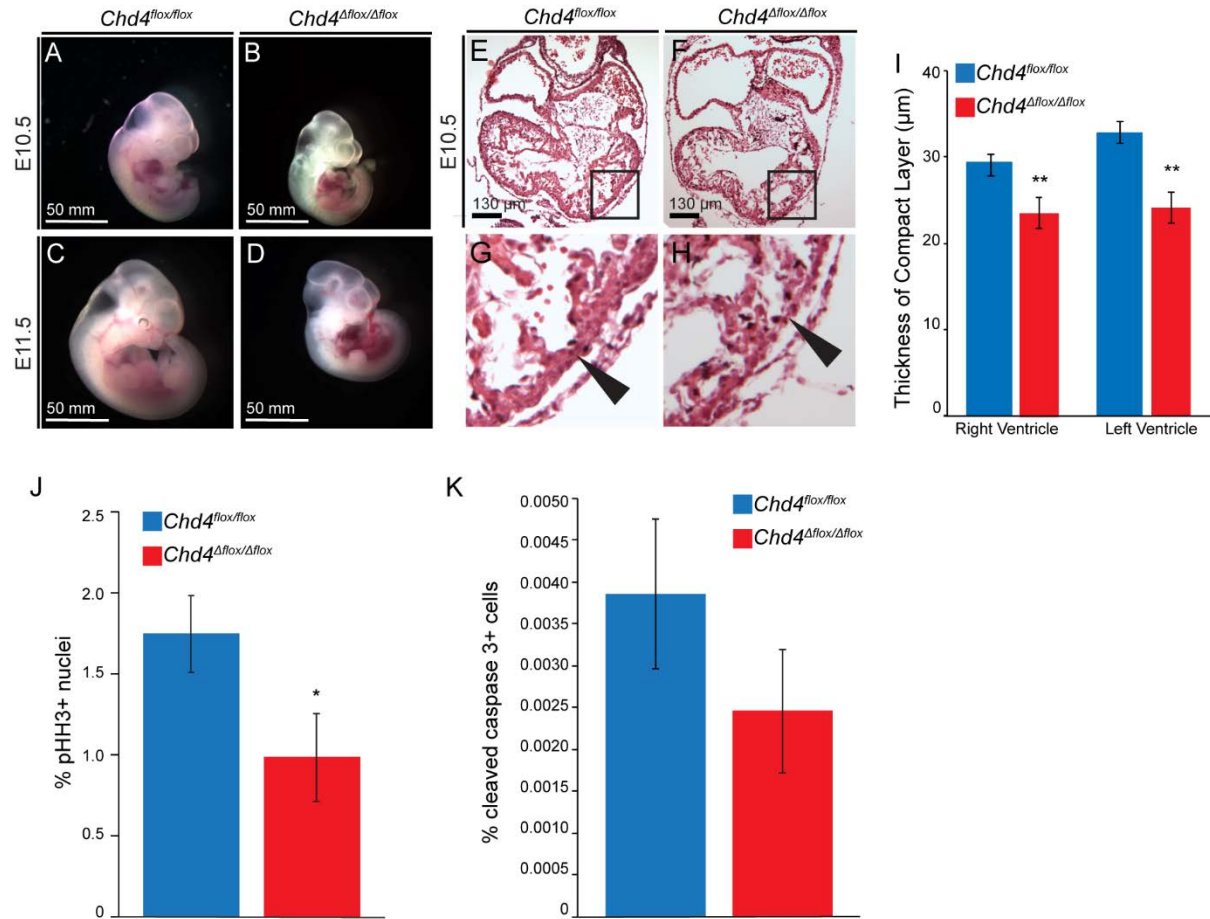 Chd4flox/flox
Chd4Δflox/Δflox
Chd4flox/flox
Chd4Δflox/Δflox
A
B
E10.5
50 mm
50 mm
C
D
E11.5
50 mm
50 mm
E
F
E10.5
130 µm
130 µm
G
H
I
Chd4flox/flox
Chd4Δflox/Δflox
Thickness of Compact Layer (µm)
40
30
20
10
0
**
**
Right Ventricle
Left Ventricle
J
Chd4flox/flox
Chd4Δflox/Δflox
% pHH3+ nuclei
2.5
2.0
1.5
1.0
0.5
0
*
K
Chd4flox/flox
Chd4Δflox/Δflox
% cleaved caspase 3+ cells
0.0050
0.0045
0.0040
0.0035
0.0030
0.0025
0.0020
0.0015
0.0010
0.0005
0